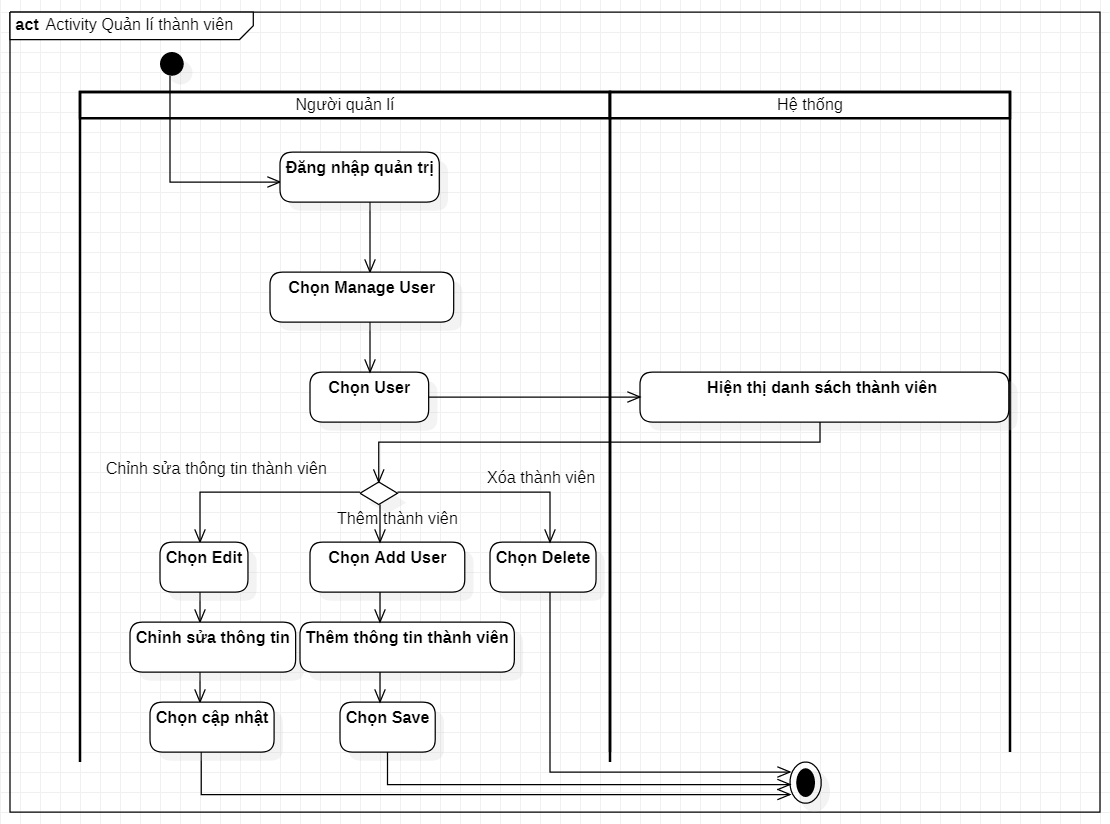 act Activity Quản lí thành viên
Người quản lí
Hệ thống
Đăng nhập quản trị
Chọn Manage User
Chọn User
Hiện thị danh sách thành viên
Chỉnh sửa thông tin thành viên
Xóa thành viên
Thêm thành viên
Chọn Edit
Chọn Add User
Chọn Delete
Chỉnh sửa thông tin
Thêm thông tin thành viên
Chọn cập nhật
Chọn Save